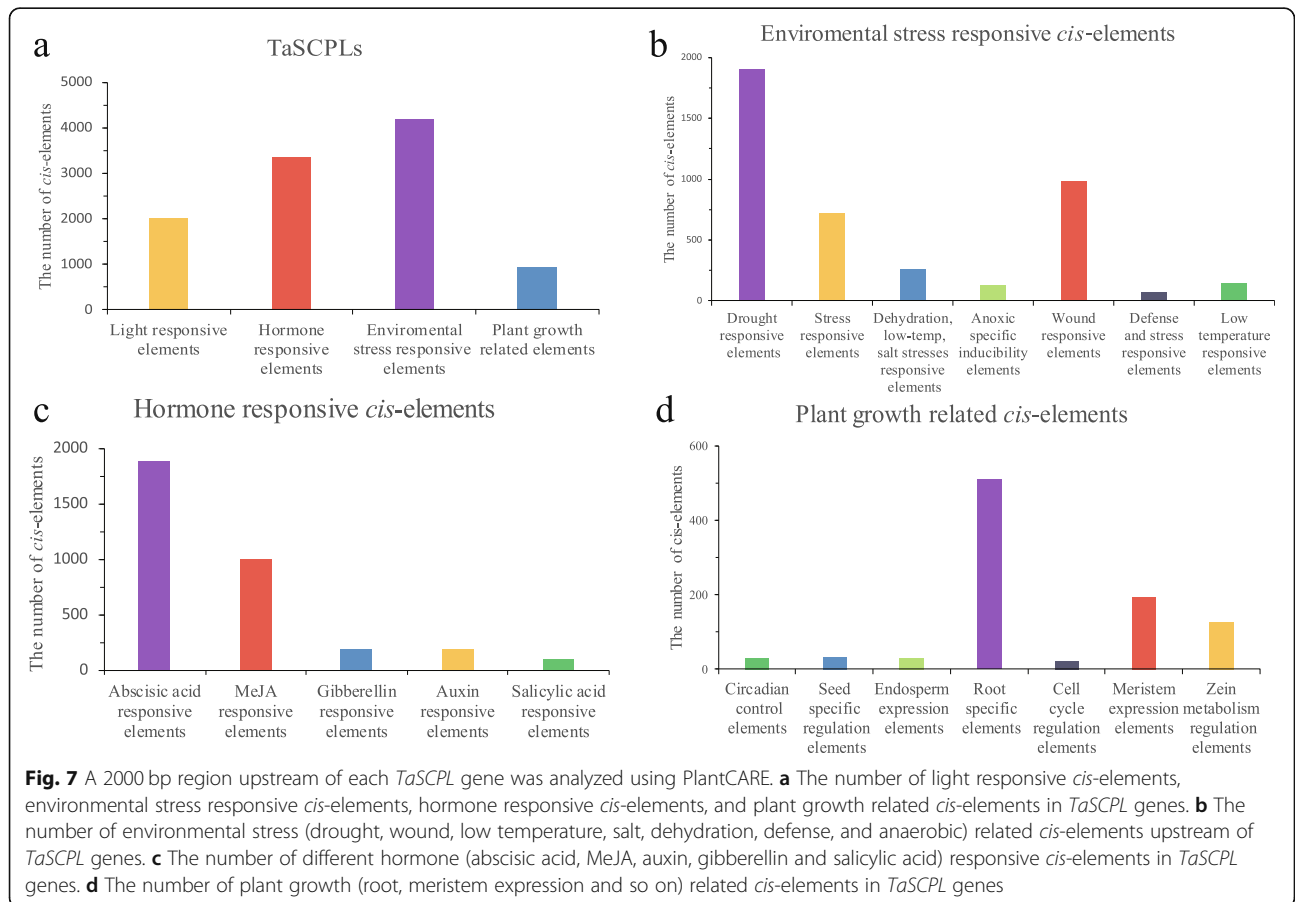 a
TaSCPLs
The number of cis-elements
5000
4000
3000
2000
1000
0
Light responsive
elements
Hormone
responsive
elements
Enviromental
stress responsive
elements
Plant growth
related elements
b
Enviromental stress responsive cis-elements
The number of cis-elements
2000
1500
1000
500
0
Drought
responsive
elements
Stress
responsive
elements
Dehydration,
low-temp,
salt stresses
responsive
elements
Anoxic
specific
inducibility
elements
Wound
responsive
elements
Defense
and stress
responsive
elements
Low
temperature
responsive
elements
c
Hormone responsive cis-elements
The number of cis-elements
2000
1500
1000
500
0
Abscisic acid
responsive
elements
MeJA
responsive
elements
Gibberellin
responsive
elements
Auxin
responsive
elements
Salicylic acid
responsive
elements
d
Plant growth related cis-elements
The number of cis-elements
600
400
200
0
Circadian
control
elements
Seed
specific
regulation
elements
Endosperm
expression
elements
Root
specific
elements
Cell
cycle
regulation
elements
Meristem
expression
elements
Zein
metabolism
regulation
elements
Fig. 7 A 2000 bp region upstream of each TaSCPL gene was analyzed using PlantCARE. a The number of light responsive cis-elements,
environmental stress responsive cis-elements, hormone responsive cis-elements, and plant growth related cis-elements in TaSCPL genes. b The
number of environmental stress (drought, wound, low temperature, salt, dehydration, defense, and anaerobic) related cis-elements upstream of
TaSCPL genes. c The number of different hormone (abscisic acid, MeJA, auxin, gibberellin and salicylic acid) responsive cis-elements in TaSCPL
genes. d The number of plant growth (root, meristem expression and so on) related cis-elements in TaSCPL genes